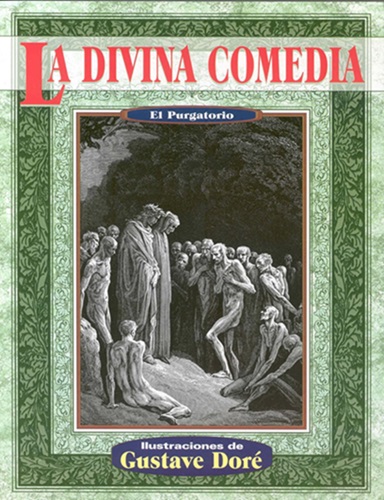 LA DIVINA COMEDIA
El Purgatorio
Ilustraciones de
Gustave Doré